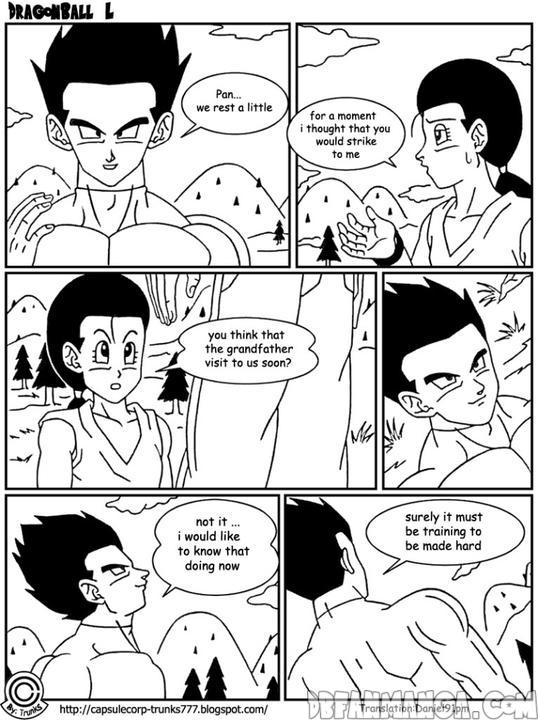 DRAGONBALL L
Pan...
we rest a little
for a moment
i thought that you
would strike
to me
you think that
the grandfather
visit to us soon?
not it ...
i would like
to know that
doing now
surely it must
be training to
be made hard
By: Trunks
http://capsulecorp-trunks777.blogspot.com/
Translation:Daniel91pm
DBFANMANGA.COM